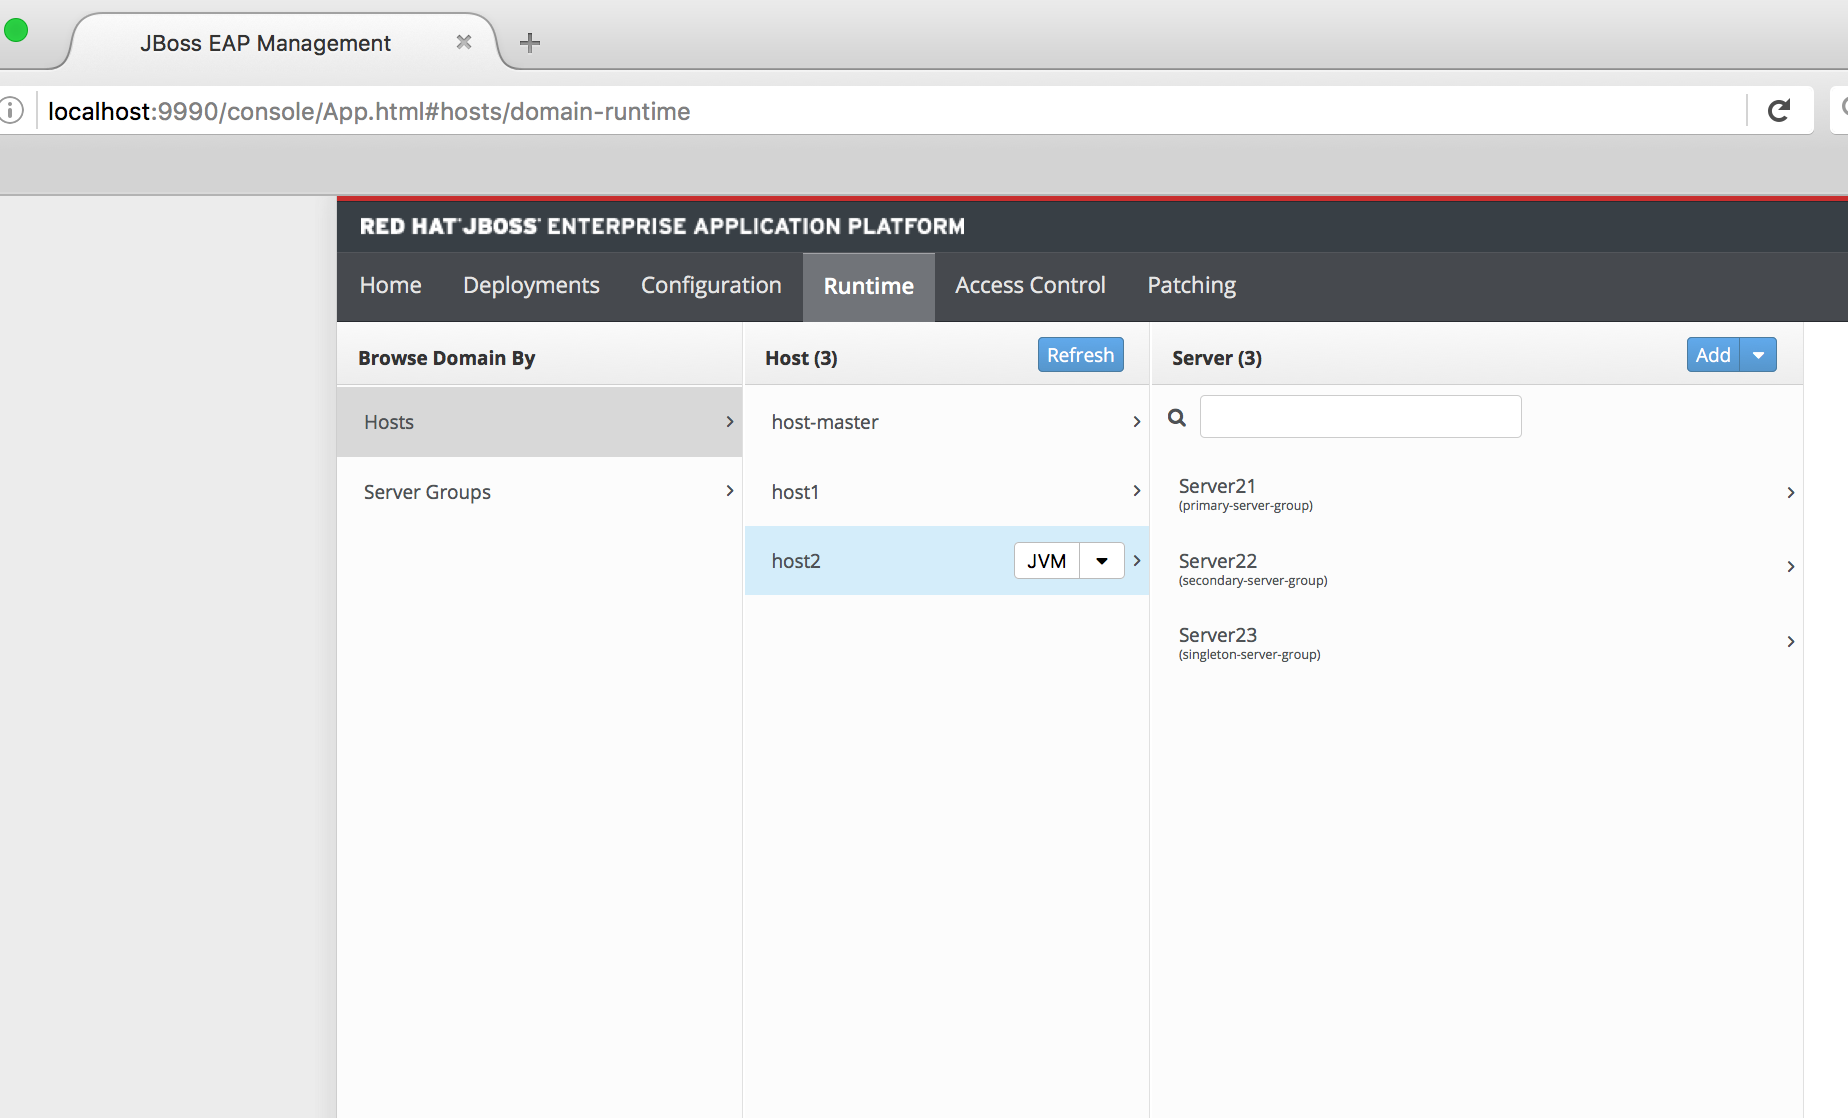 JBoss EAP Management
localhost:9990/console/App.html#hosts/domain-runtime
RED HAT JBOSS ENTERPRISE APPLICATION PLATFORM
Home Deployments Configuration Runtime Access Control Patching
Browse Domain By
Hosts
Server Groups
Host (3) Refresh
host-master
host1
host2 JVM
Server (3) Add
Server21
(primary-server-group)
Server22
(secondary-server-group)
Server23
(singleton-server-group)